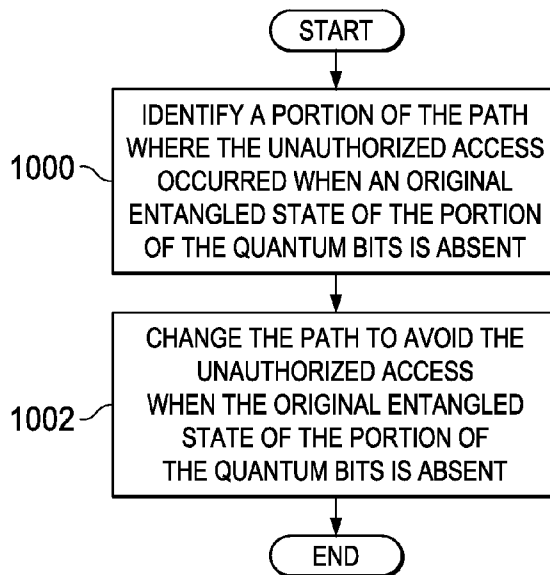 START
IDENTIFY A PORTION OF THE PATH
WHERE THE UNAUTHORIZED ACCESS
OCCURRED WHEN AN ORIGINAL
ENTANGLED STATE OF THE PORTION
OF THE QUANTUM BITS IS ABSENT
1000
CHANGE THE PATH TO AVOID THE
UNAUTHORIZED ACCESS
WHEN THE ORIGINAL ENTANGLED
STATE OF THE PORTION OF
THE QUANTUM BITS IS ABSENT
1002
END